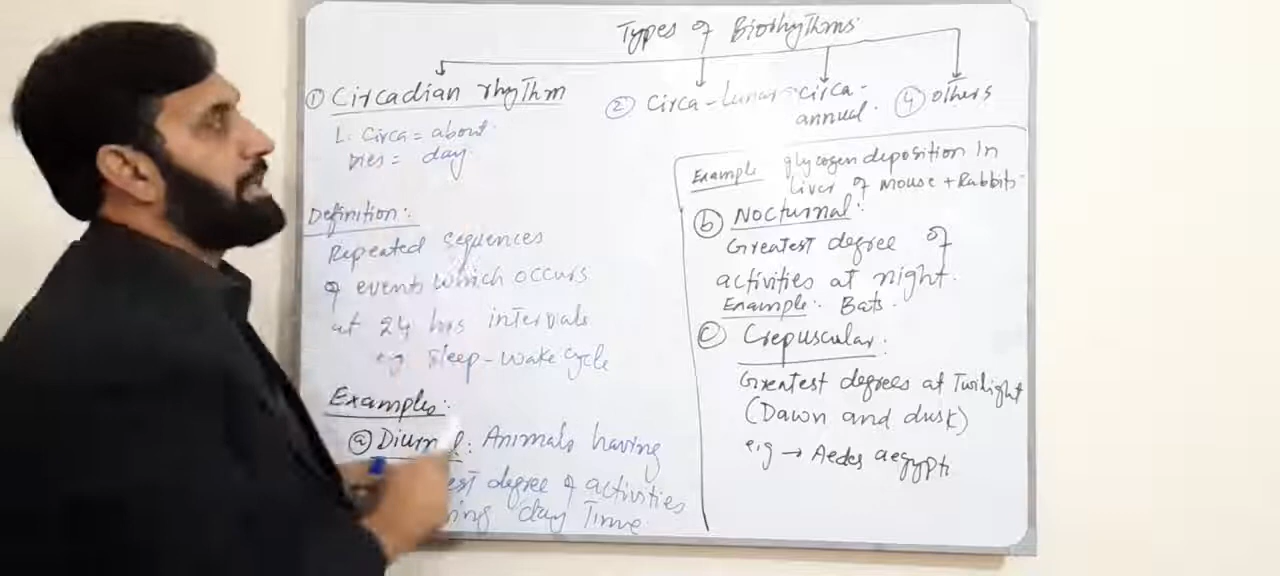 Types of Biorhythms
① Circadian rhythm
② Circa-Lunar
circa-
annual.
④ others
L. Circa = about
Dies = day
Definition:
Repeated sequences
of events which occurs
at 24 hrs intervals
e.g sleep-wake cycle
Examples:
ⓐ : Animals having
degree of activities
day Time
Example glycogen deposition In
liver of mouse + Rabbits
ⓑ Nocturnal:
Greatest degree of
activities at night.
Example: Bats.
ⓒ Crepuscular:
Greatest degrees at Twilight
(Dawn and dusk)
e.g → Aedes aegypti